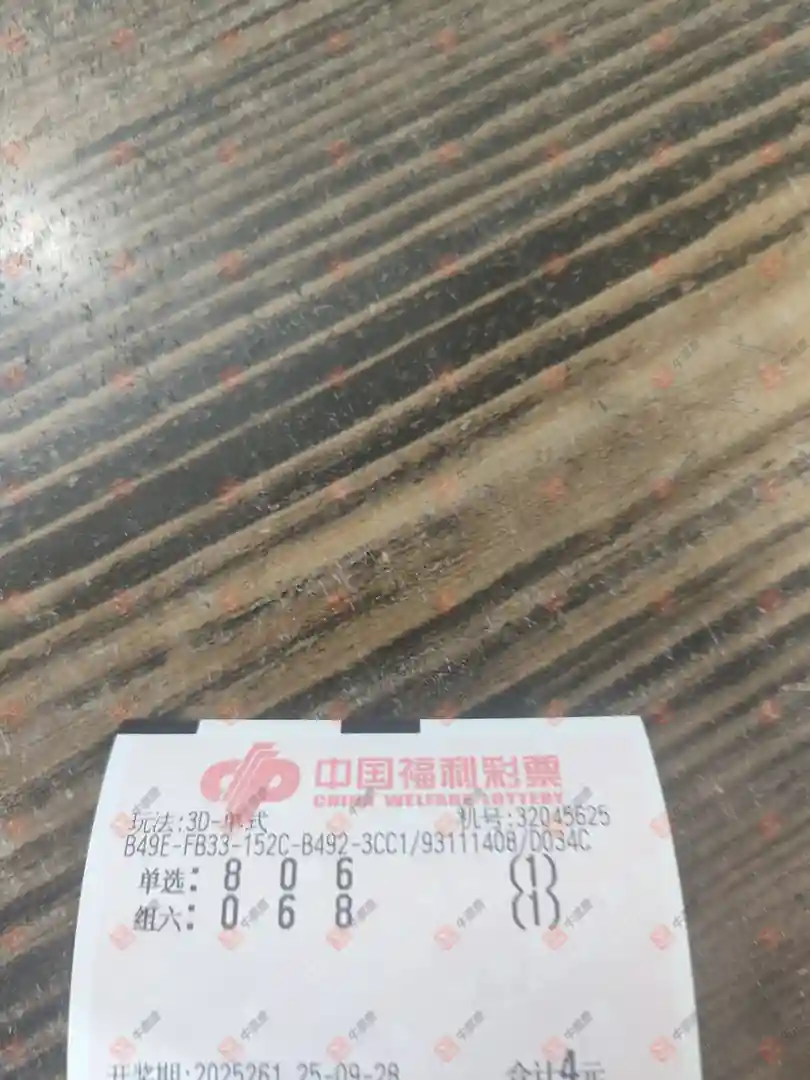 中国福利彩票
CHINA WELFARE LOTTERY
玩法:3D-单式 机号:32045625
B49E-FB33-152C-B492-3CC1/93111408/D034C
单选: 8 0 6 (1)
组六: 0 6 8 (1)
开奖期:2025261 25-09-28 合计4元